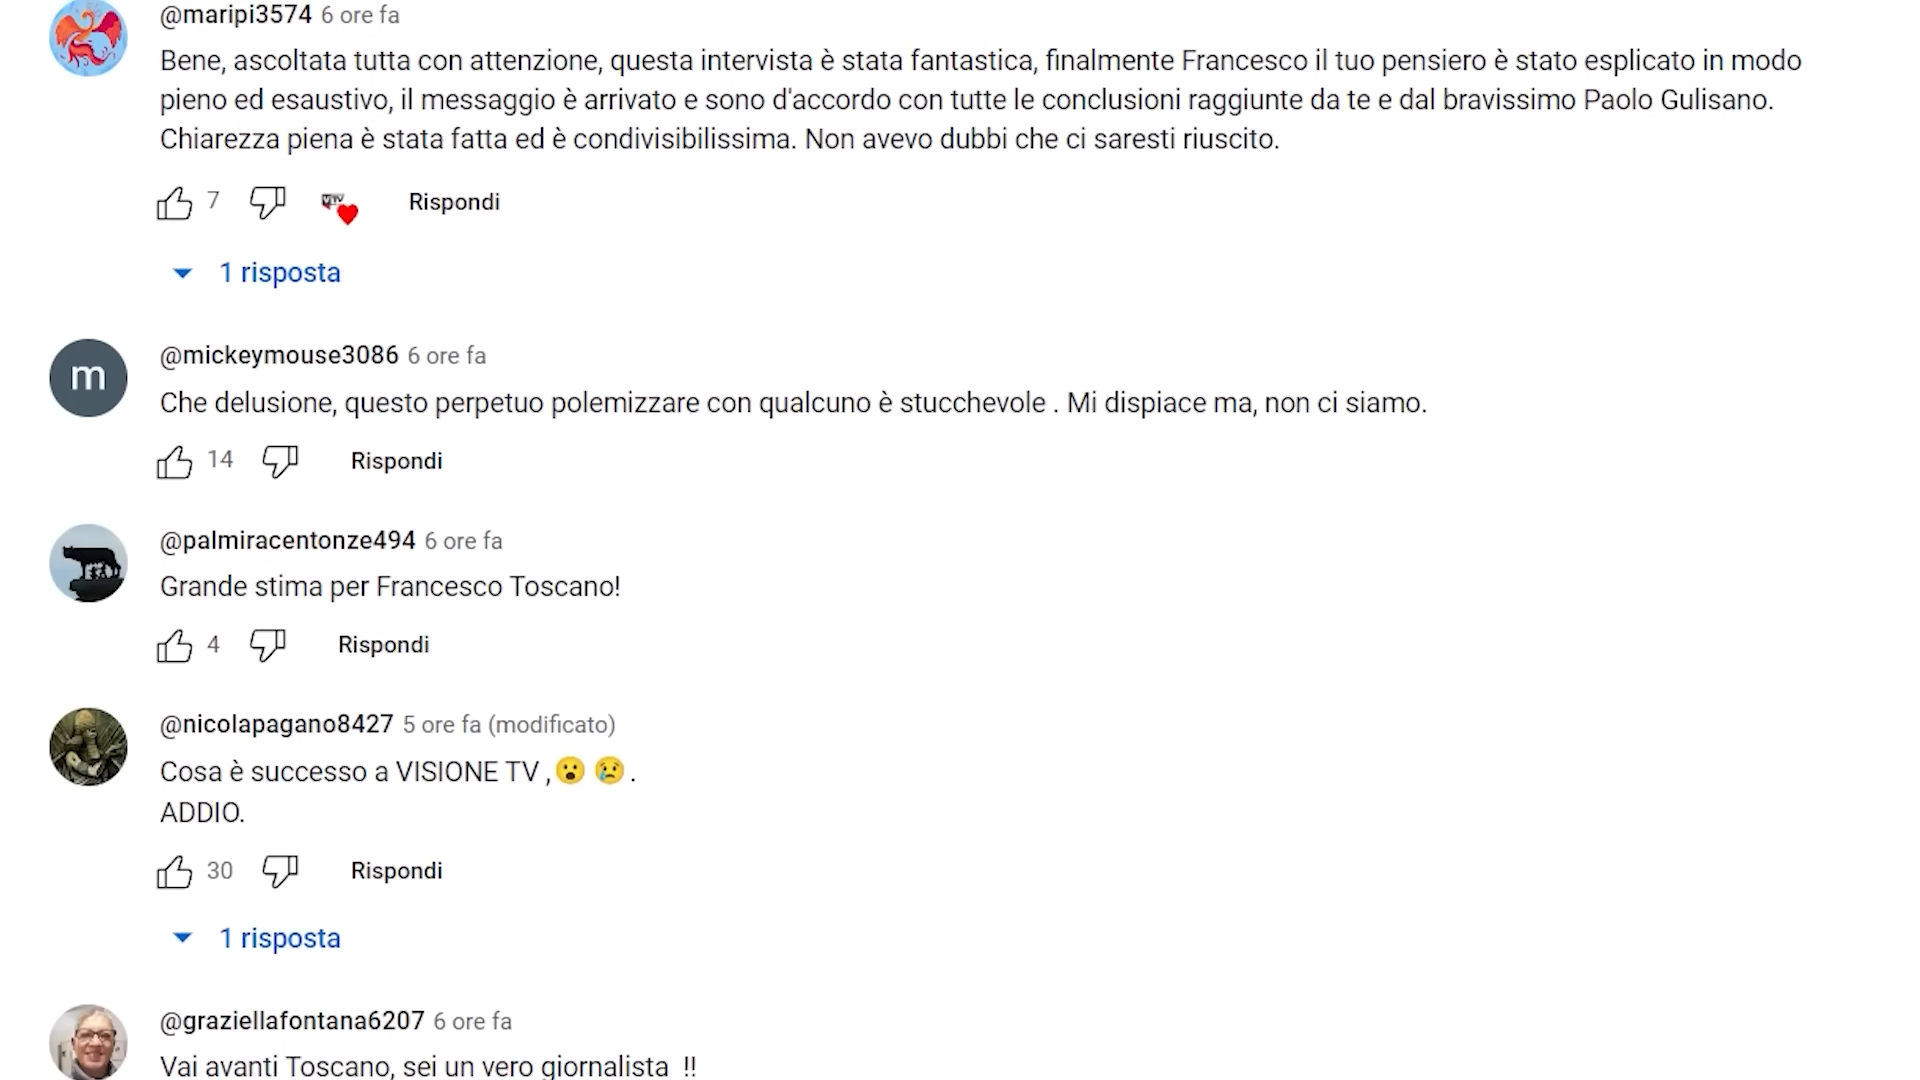 @maripi3574 6 ore fa
Bene, ascoltata tutta con attenzione, questa intervista è stata fantastica, finalmente Francesco il tuo pensiero è stato esplicato in modo
pieno ed esaustivo, il messaggio è arrivato e sono d'accordo con tutte le conclusioni raggiunte da te e dal bravissimo Paolo Gulisano.
Chiarezza piena è stata fatta ed è condivisibilissima. Non avevo dubbi che ci saresti riuscito.
7 Rispondi
1 risposta
m
@mickeymouse3086 6 ore fa
Che delusione, questo perpetuo polemizzare con qualcuno è stucchevole . Mi dispiace ma, non ci siamo.
14 Rispondi
@palmiracentonze494 6 ore fa
Grande stima per Francesco Toscano!
4 Rispondi
@nicolapagano8427 5 ore fa (modificato)
Cosa è successo a VISIONE TV ,😮 😢 .
ADDIO.
30 Rispondi
1 risposta
@graziellafontana6207 6 ore fa
Vai avanti Toscano, sei un vero giornalista !!